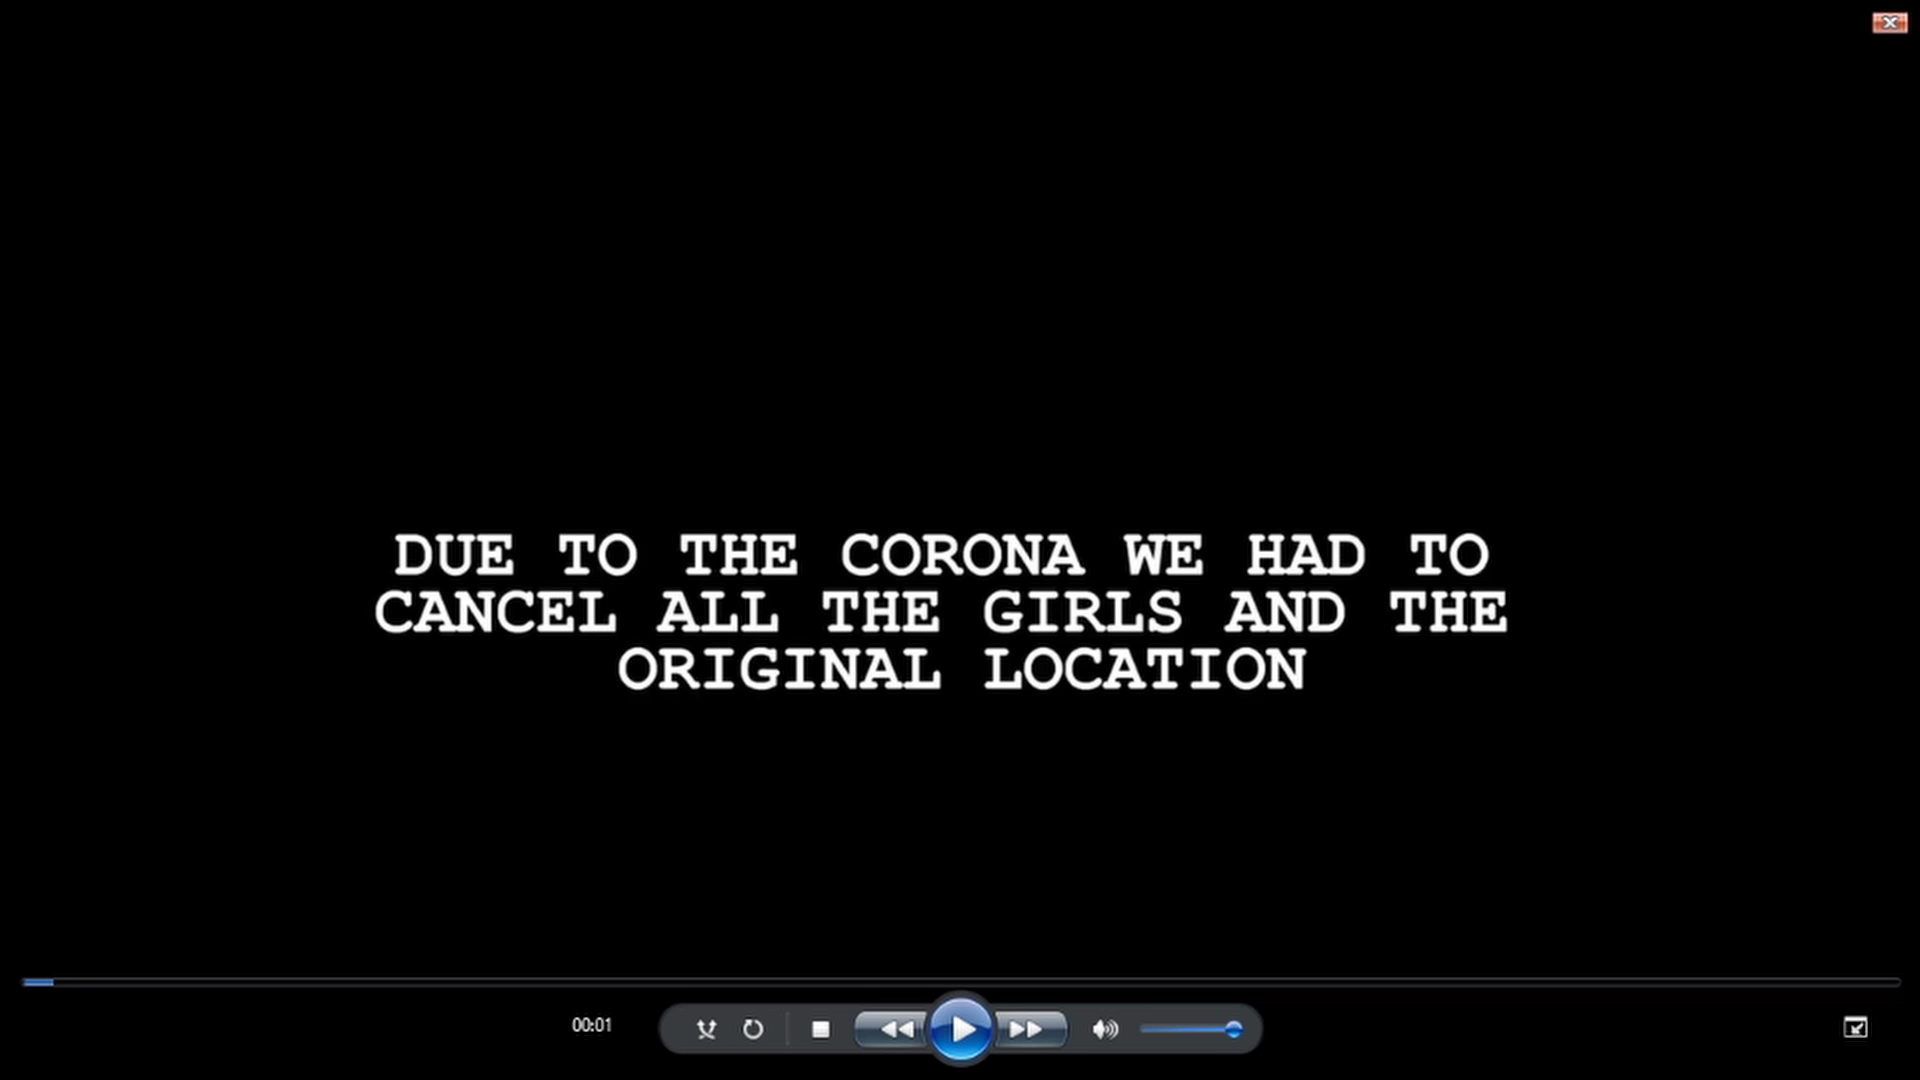 DUE TO THE CORONA WE HAD TO
CANCEL ALL THE GIRLS AND THE
ORIGINAL LOCATION
00:01